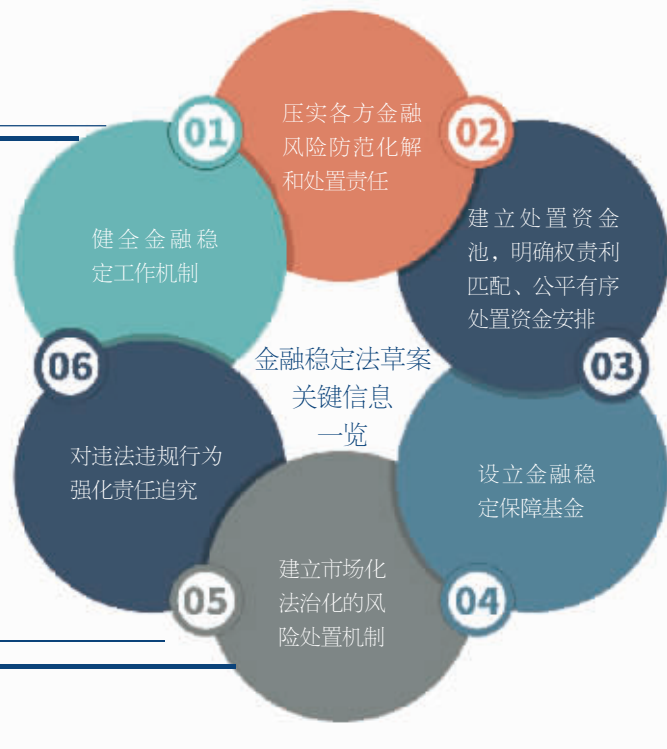 金融稳定法草案
关键信息
一览
01
健全金融稳
定工作机制
02
压实各方金融
风险防范化解
和处置责任
03
建立处置资金
池，明确权责利
匹配、公平有序
处置资金安排
04
设立金融稳
定保障基金
05
建立市场化
法治化的风
险处置机制
06
对违法违规行为
强化责任追究